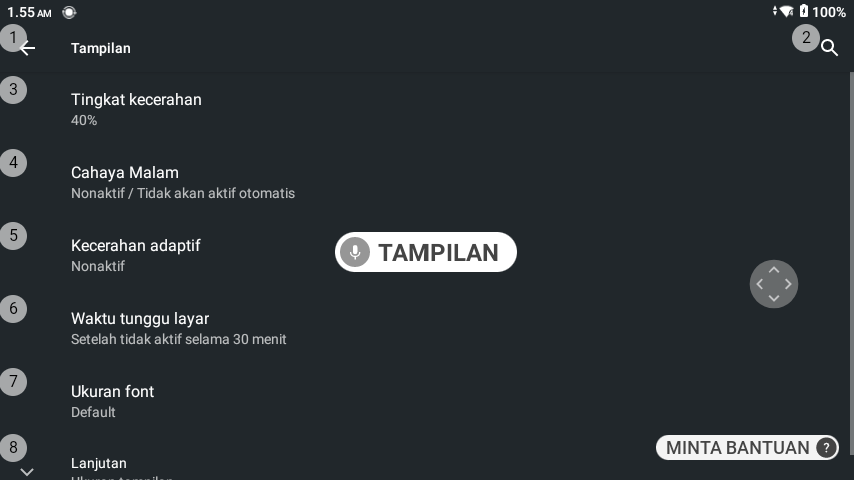 1.55 AM
100%
1
Tampilan
2
3
Tingkat kecerahan
40%
4
Cahaya Malam
Nonaktif / Tidak akan aktif otomatis
5
Kecerahan adaptif
Nonaktif
TAMPILAN
6
Waktu tunggu layar
Setelah tidak aktif selama 30 menit
7
Ukuran font
Default
8
Lanjutan
MINTA BANTUAN ?
Ukuran tampilan